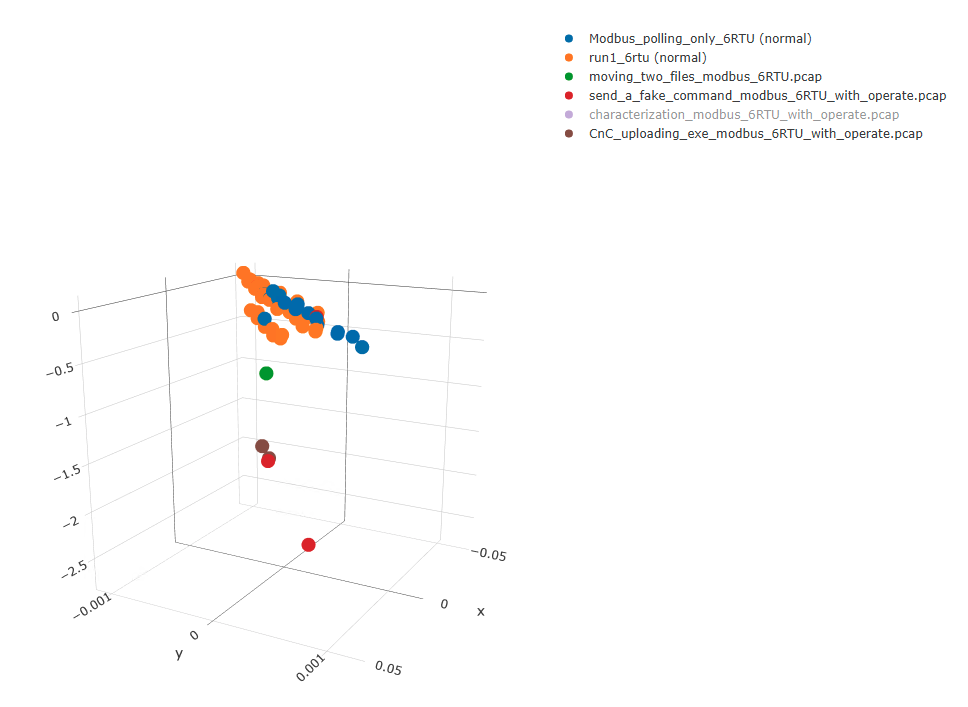 Modbus_polling_only_6RTU (normal)
run1_6rtu (normal)
moving_two_files_modbus_6RTU.pcap
send_a_fake_command_modbus_6RTU_with_operate.pcap
characterization_modbus_6RTU_with_operate.pcap
CnC_uploading_exe_modbus_6RTU_with_operate.pcap
0
−0.5
−1
−1.5
−2
−2.5
−0.001
0
0.001
y
−0.05
0
0.05
x